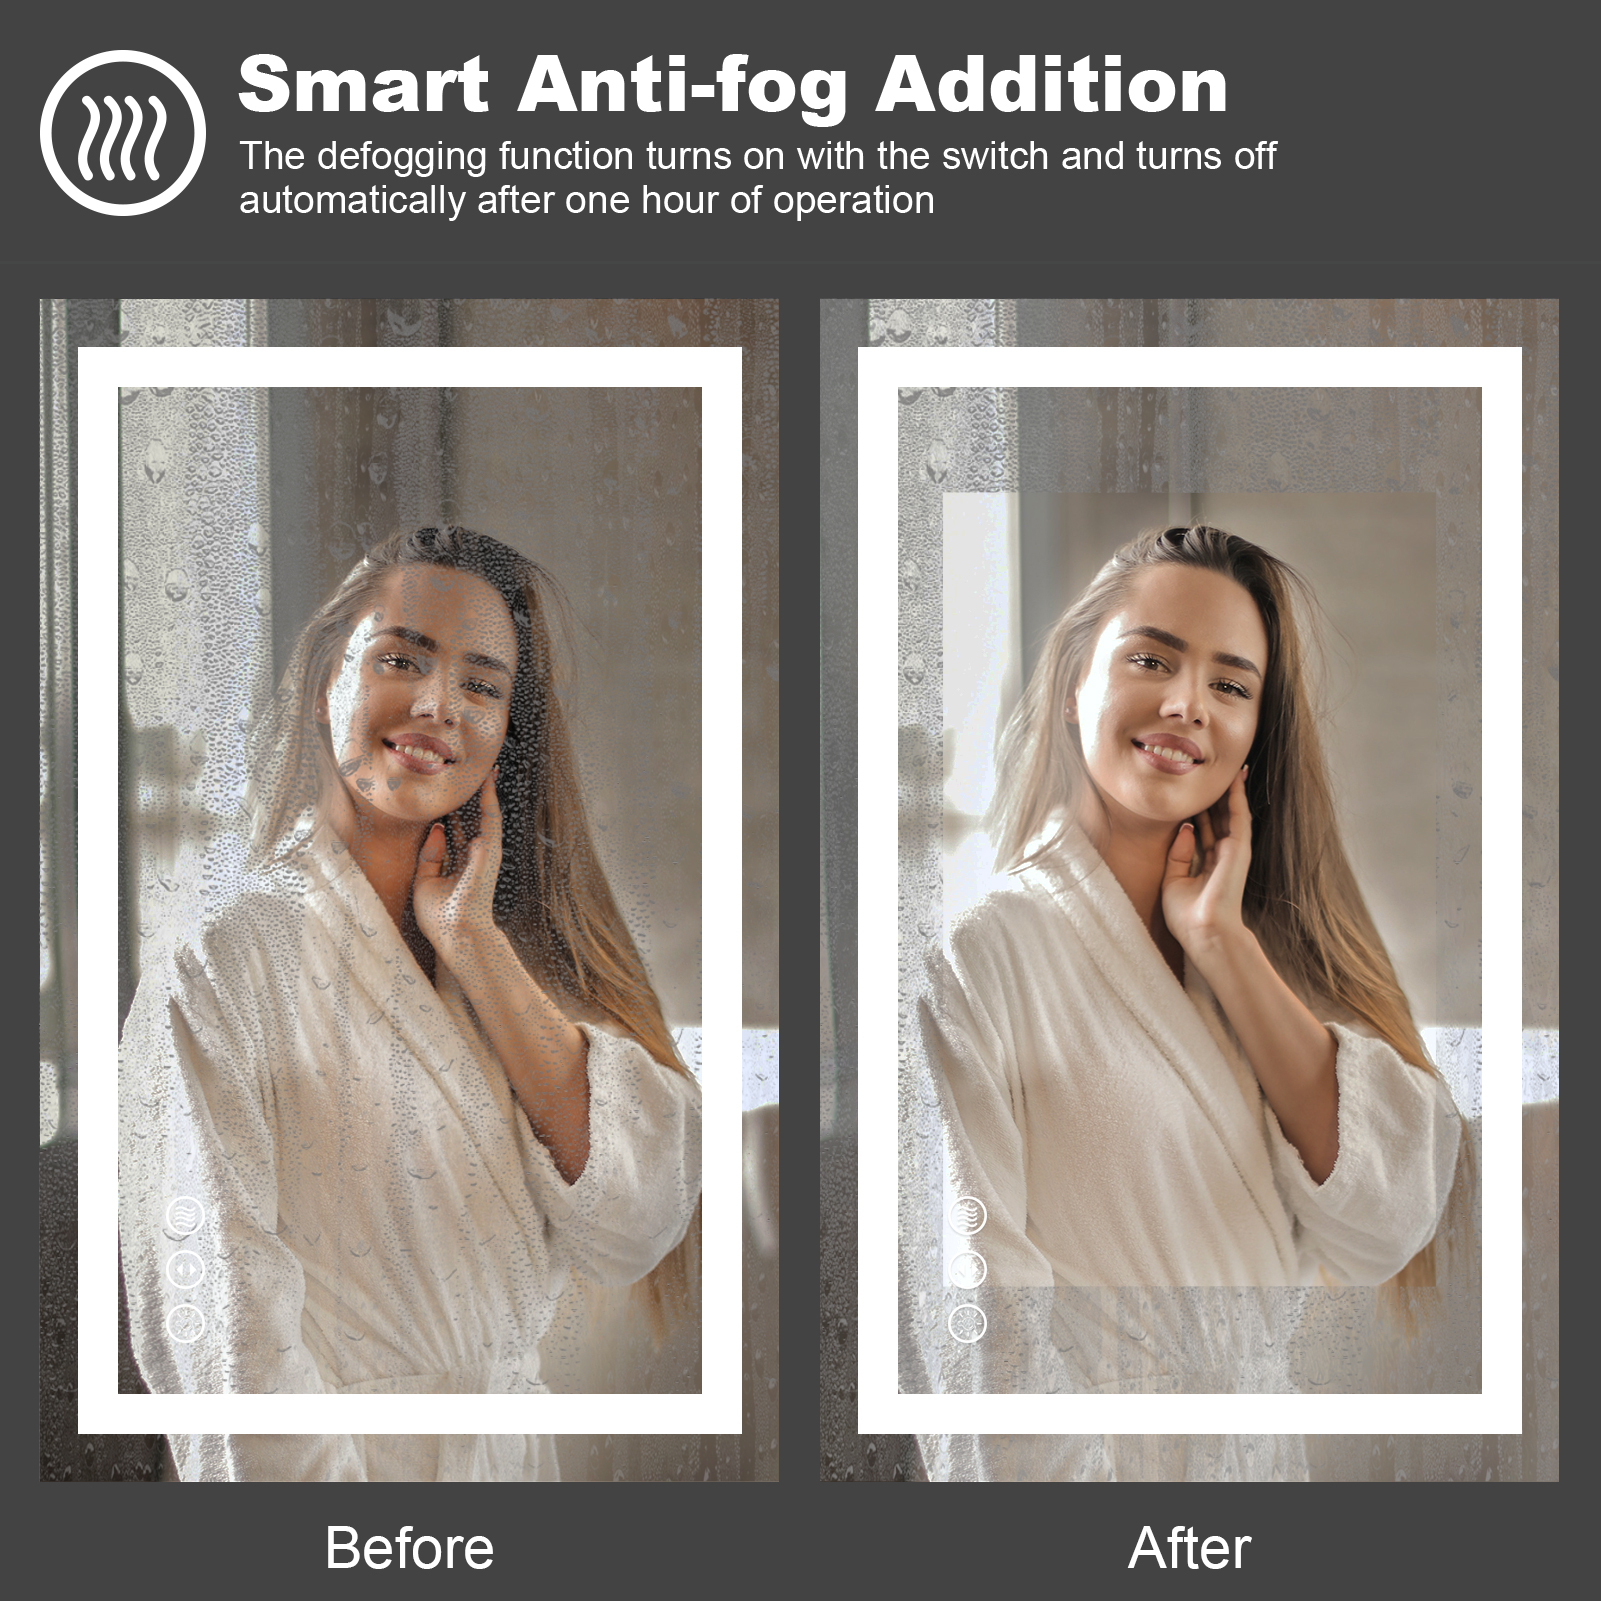 Smart Anti-fog Addition
The defogging function turns on with the switch and turns off
automatically after one hour of operation
Before
After